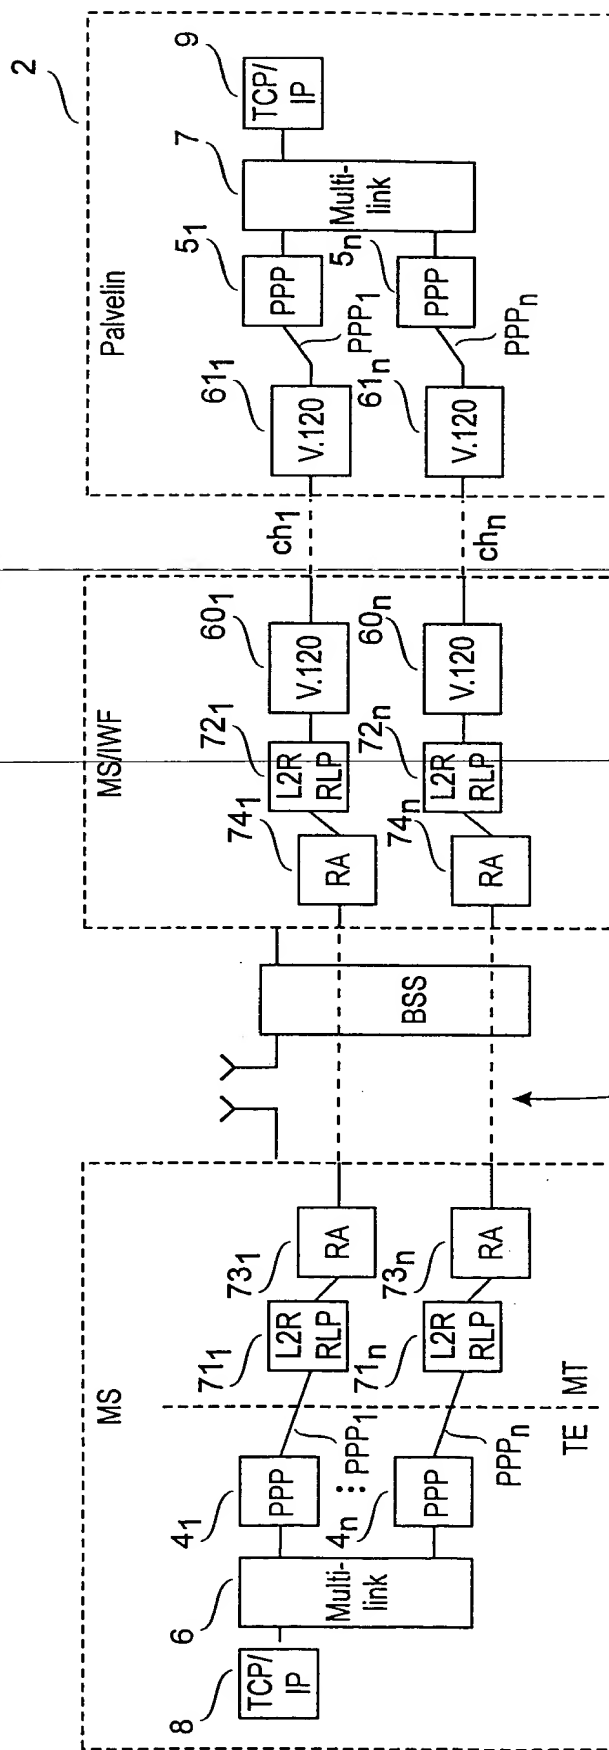 MS
8
TCP/
IP
6
Multi-
link
4₁
PPP
PPP₁
4ₙ
PPP
PPPₙ
TE
MT
71₁
L2R
RLP
71ₙ
L2R
RLP
73₁
RA
73ₙ
RA
BSS
MS/IWF
74₁
RA
74ₙ
RA
72₁
L2R
RLP
72ₙ
L2R
RLP
60₁
V.120
60ₙ
V.120
ch₁
chₙ
2
Palvelin
61₁
V.120
61ₙ
V.120
PPP₁
PPPₙ
5₁
PPP
5ₙ
PPP
7
Multi-
link
9
TCP/
IP